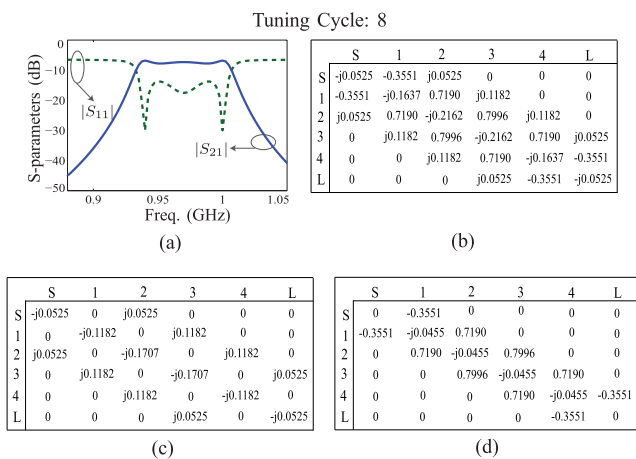 Tuning Cycle: 8
0
−10
−20
−30
−40
−50
S-parameters (dB)
|S11|
|S21|
0.9 0.95 1 1.05
Freq. (GHz)
(a)
S 1 2 3 4 L
S -j0.0525 -0.3551 j0.0525 0 0 0
1 -0.3551 -j0.1637 0.7190 j0.1182 0 0
2 j0.0525 0.7190 -j0.2162 0.7996 j0.1182 0
3 0 j0.1182 0.7996 -j0.2162 0.7190 j0.0525
4 0 0 j0.1182 0.7190 -j0.1637 -0.3551
L 0 0 0 j0.0525 -0.3551 -j0.0525
(b)
S 1 2 3 4 L
S -j0.0525 0 j0.0525 0 0 0
1 0 -j0.1182 0 j0.1182 0 0
2 j0.0525 0 -j0.1707 0 j0.1182 0
3 0 j0.1182 0 -j0.1707 0 j0.0525
4 0 0 j0.1182 0 -j0.1182 0
L 0 0 0 j0.0525 0 -j0.0525
(c)
S 1 2 3 4 L
S 0 -0.3551 0 0 0 0
1 -0.3551 -j0.0455 0.7190 0 0 0
2 0 0.7190 -j0.0455 0.7996 0 0
3 0 0 0.7996 -j0.0455 0.7190 0
4 0 0 0 0.7190 -j0.0455 -0.3551
L 0 0 0 0 -0.3551 0
(d)